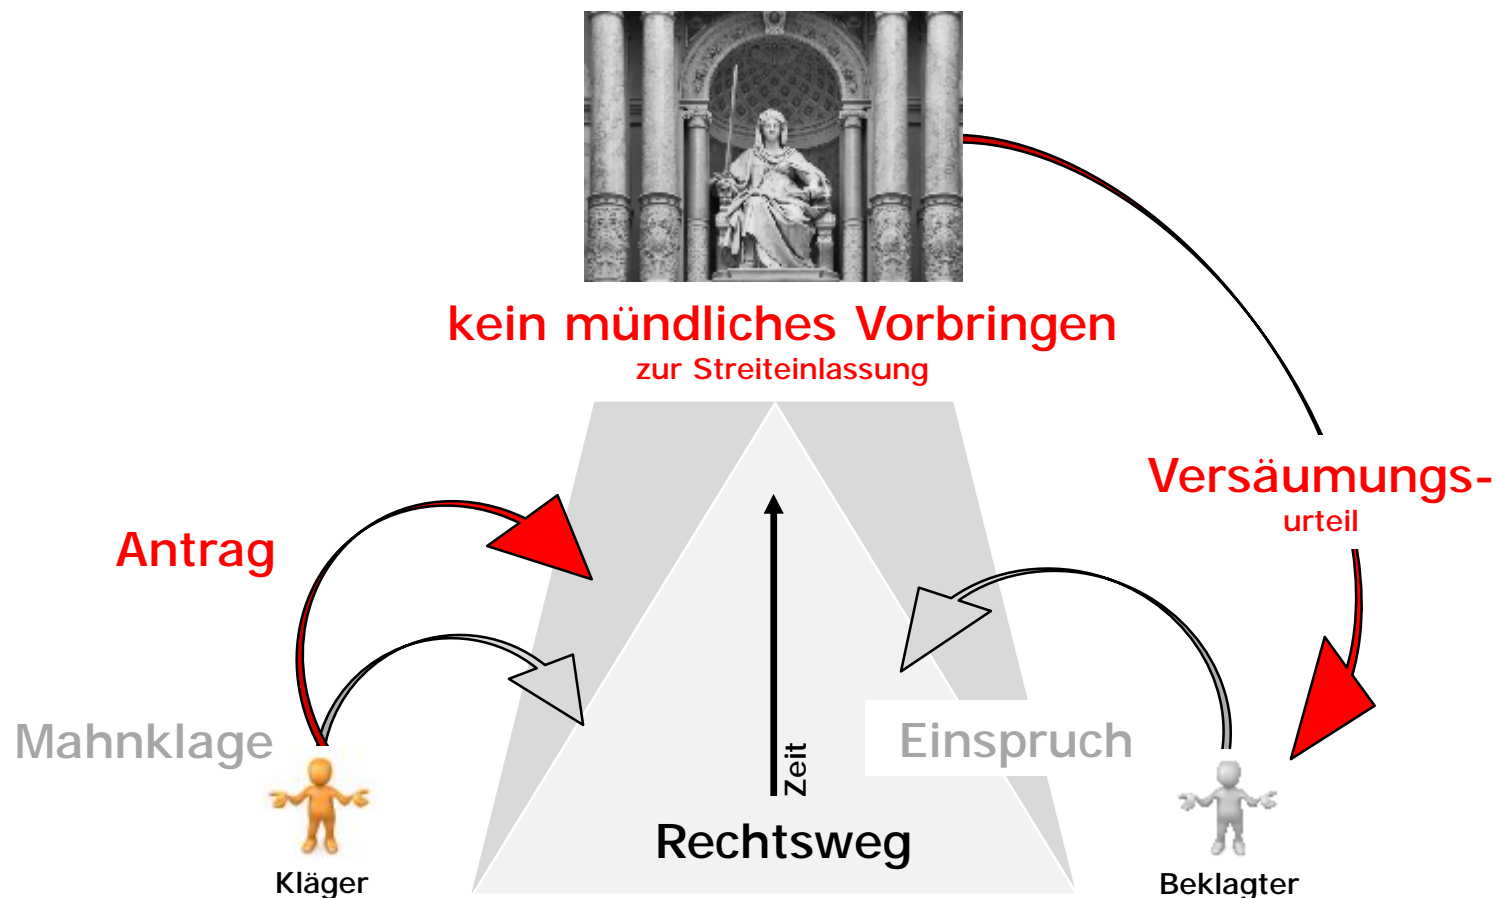 kein mündliches Vorbringen
zur Streiteinlassung
Versäumungs-
urteil
Antrag
Mahnklage
Einspruch
Zeit
Rechtsweg
Kläger
Beklagter